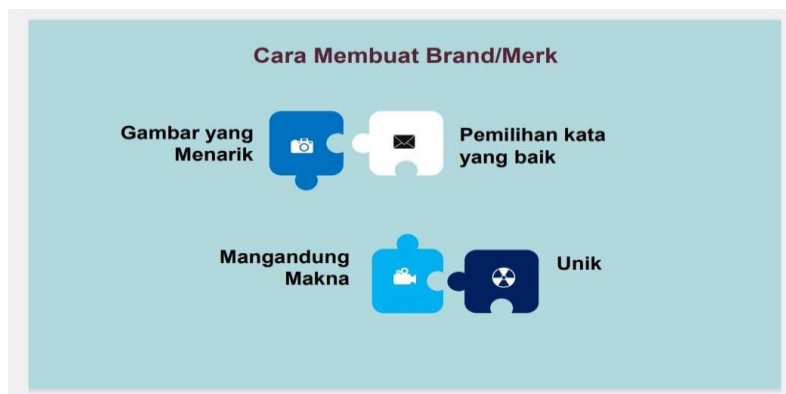 Cara Membuat Brand/Merk
Gambar yang
Menarik
Pemilihan kata
yang baik
Mangandung
Makna
Unik